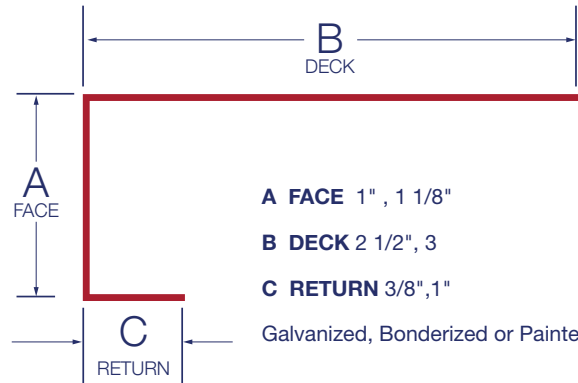 B
DECK
A
FACE
A FACE 1" , 1 1/8"
B DECK 2 1/2", 3
C RETURN 3/8",1"
C
RETURN
Galvanized, Bonderized or Painte